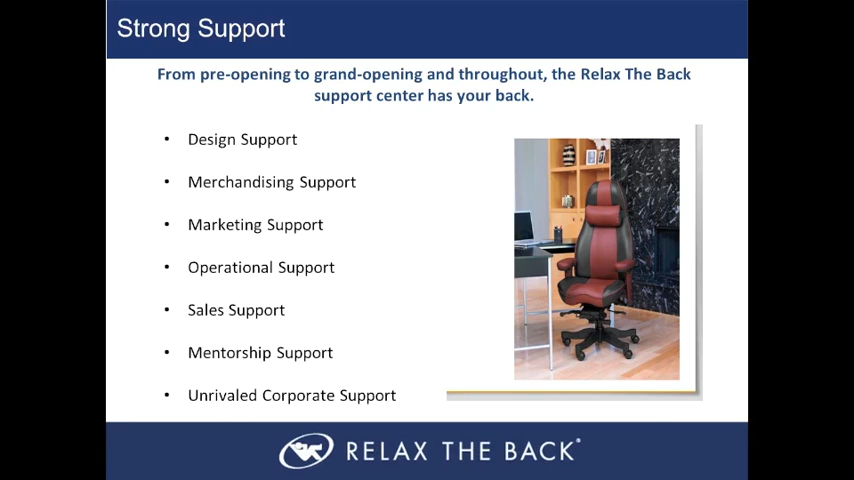 Strong Support
From pre-opening to grand-opening and throughout, the Relax The Back
support center has your back.
• Design Support
• Merchandising Support
• Marketing Support
• Operational Support
• Sales Support
• Mentorship Support
• Unrivaled Corporate Support
RELAX THE BACK®